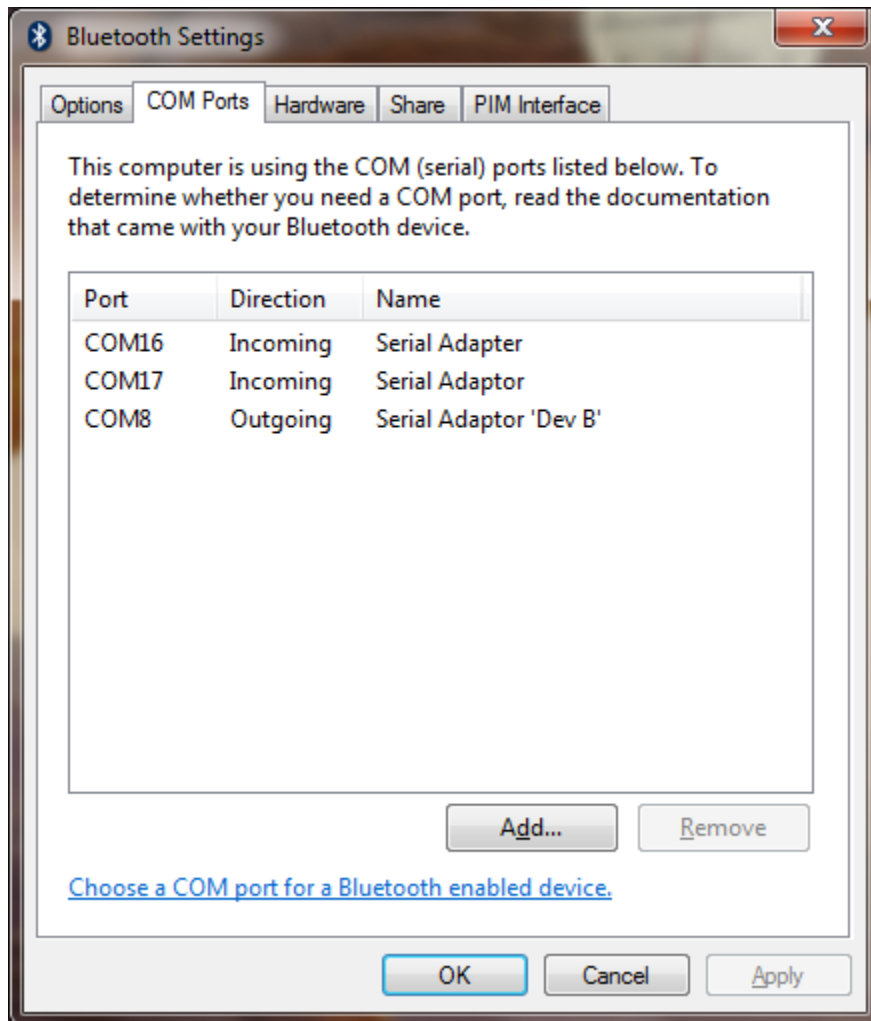 Bluetooth Settings
Options COM Ports Hardware Share PIM Interface
This computer is using the COM (serial) ports listed below. To
determine whether you need a COM port, read the documentation
that came with your Bluetooth device.
Port Direction Name
COM16 Incoming Serial Adapter
COM17 Incoming Serial Adaptor
COM8 Outgoing Serial Adaptor 'Dev B'
Add... Remove
Choose a COM port for a Bluetooth enabled device.
OK Cancel Apply